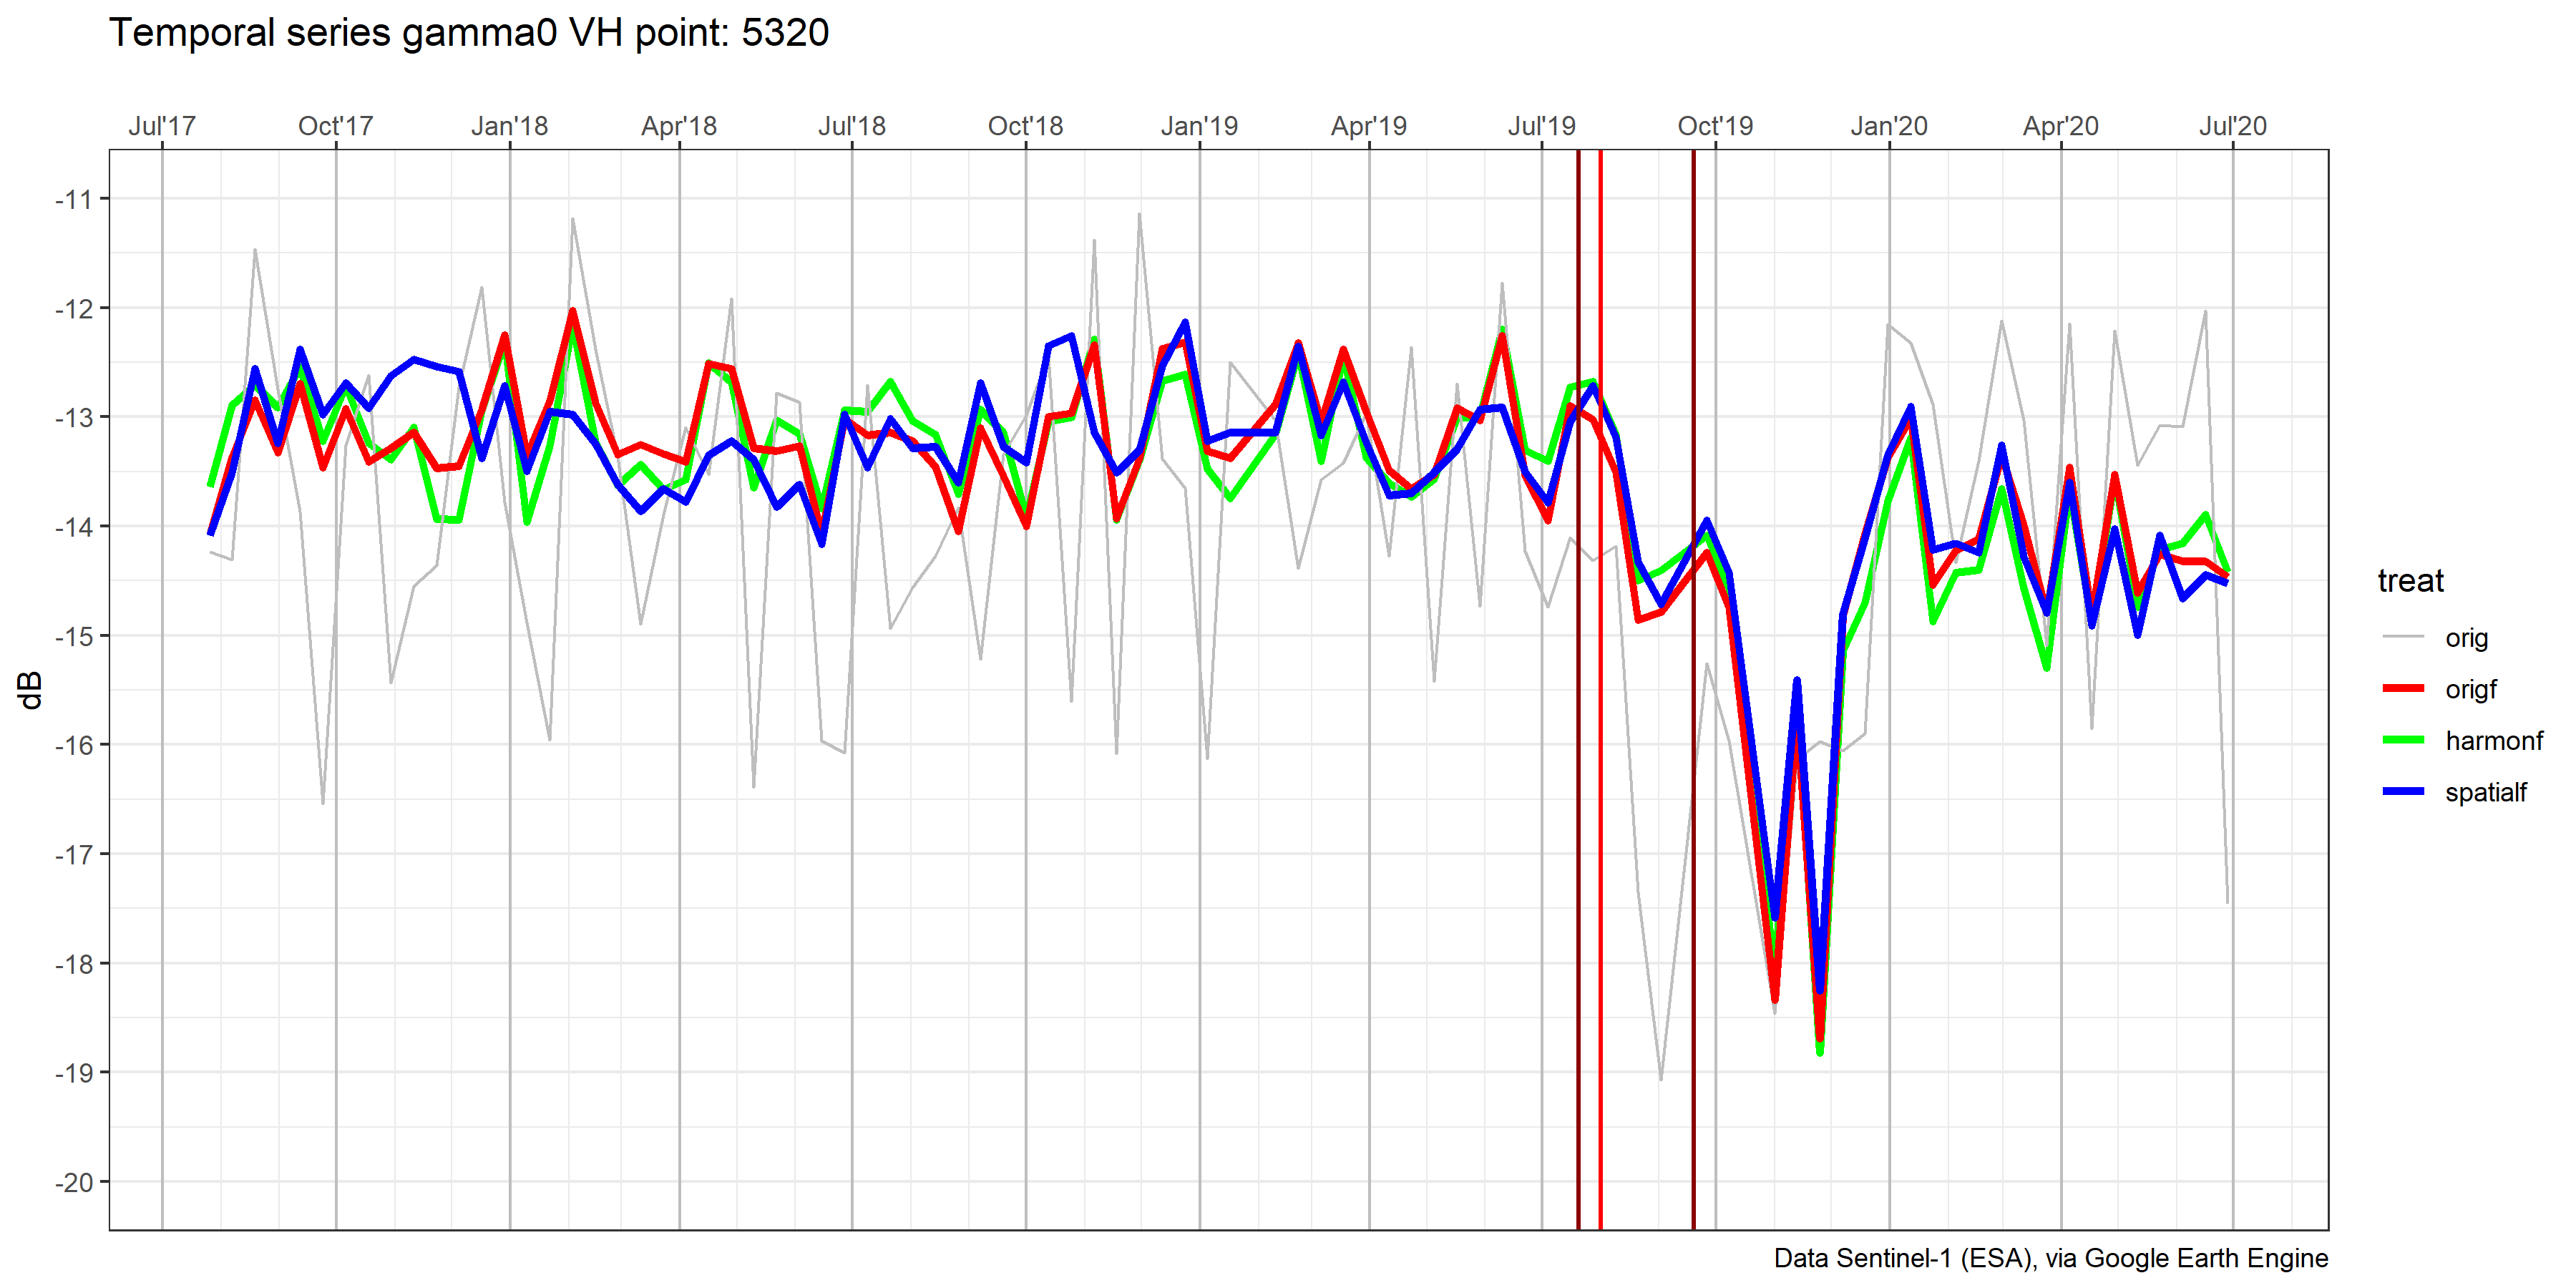 Temporal series gamma0 VH point: 5320
Jul'17 Oct'17 Jan'18 Apr'18 Jul'18 Oct'18 Jan'19 Apr'19 Jul'19 Oct'19 Jan'20 Apr'20 Jul'20
-11
-12
-13
-14
-15
-16
-17
-18
-19
-20
dB
treat
orig
origf
harmonf
spatialf
Data Sentinel-1 (ESA), via Google Earth Engine